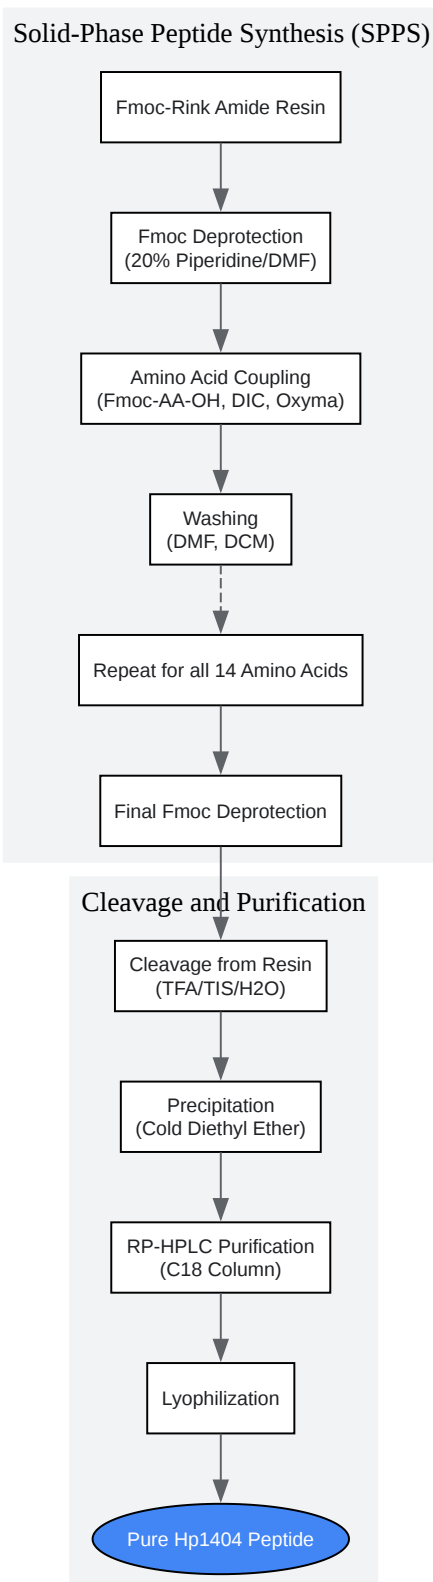 Solid-Phase Peptide Synthesis (SPPS)
Fmoc-Rink Amide Resin
Fmoc Deprotection
(20% Piperidine/DMF)
Amino Acid Coupling
(Fmoc-AA-OH, DIC, Oxyma)
Washing
(DMF, DCM)
Repeat for all 14 Amino Acids
Final Fmoc Deprotection
Cleavage and Purification
Cleavage from Resin
(TFA/TIS/H2O)
Precipitation
(Cold Diethyl Ether)
RP-HPLC Purification
(C18 Column)
Lyophilization
Pure Hp1404 Peptide